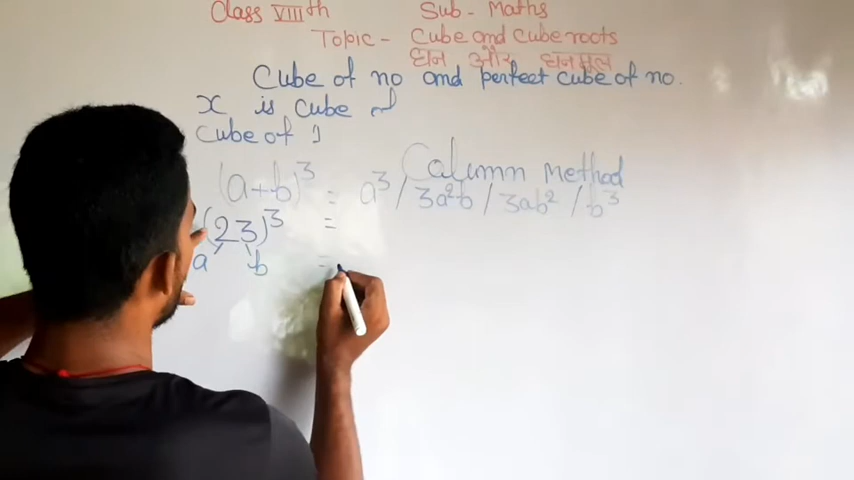 Class VIIIth Sub- Maths
Topic - Cube and Cube roots
घन और घनमूल
Cube of no and perfect cube of no.
x is cube of
Cube of 1
Column Method
(a+b)³ = a³ / 3a²b / 3ab² / b³
(23)³ =
a b =